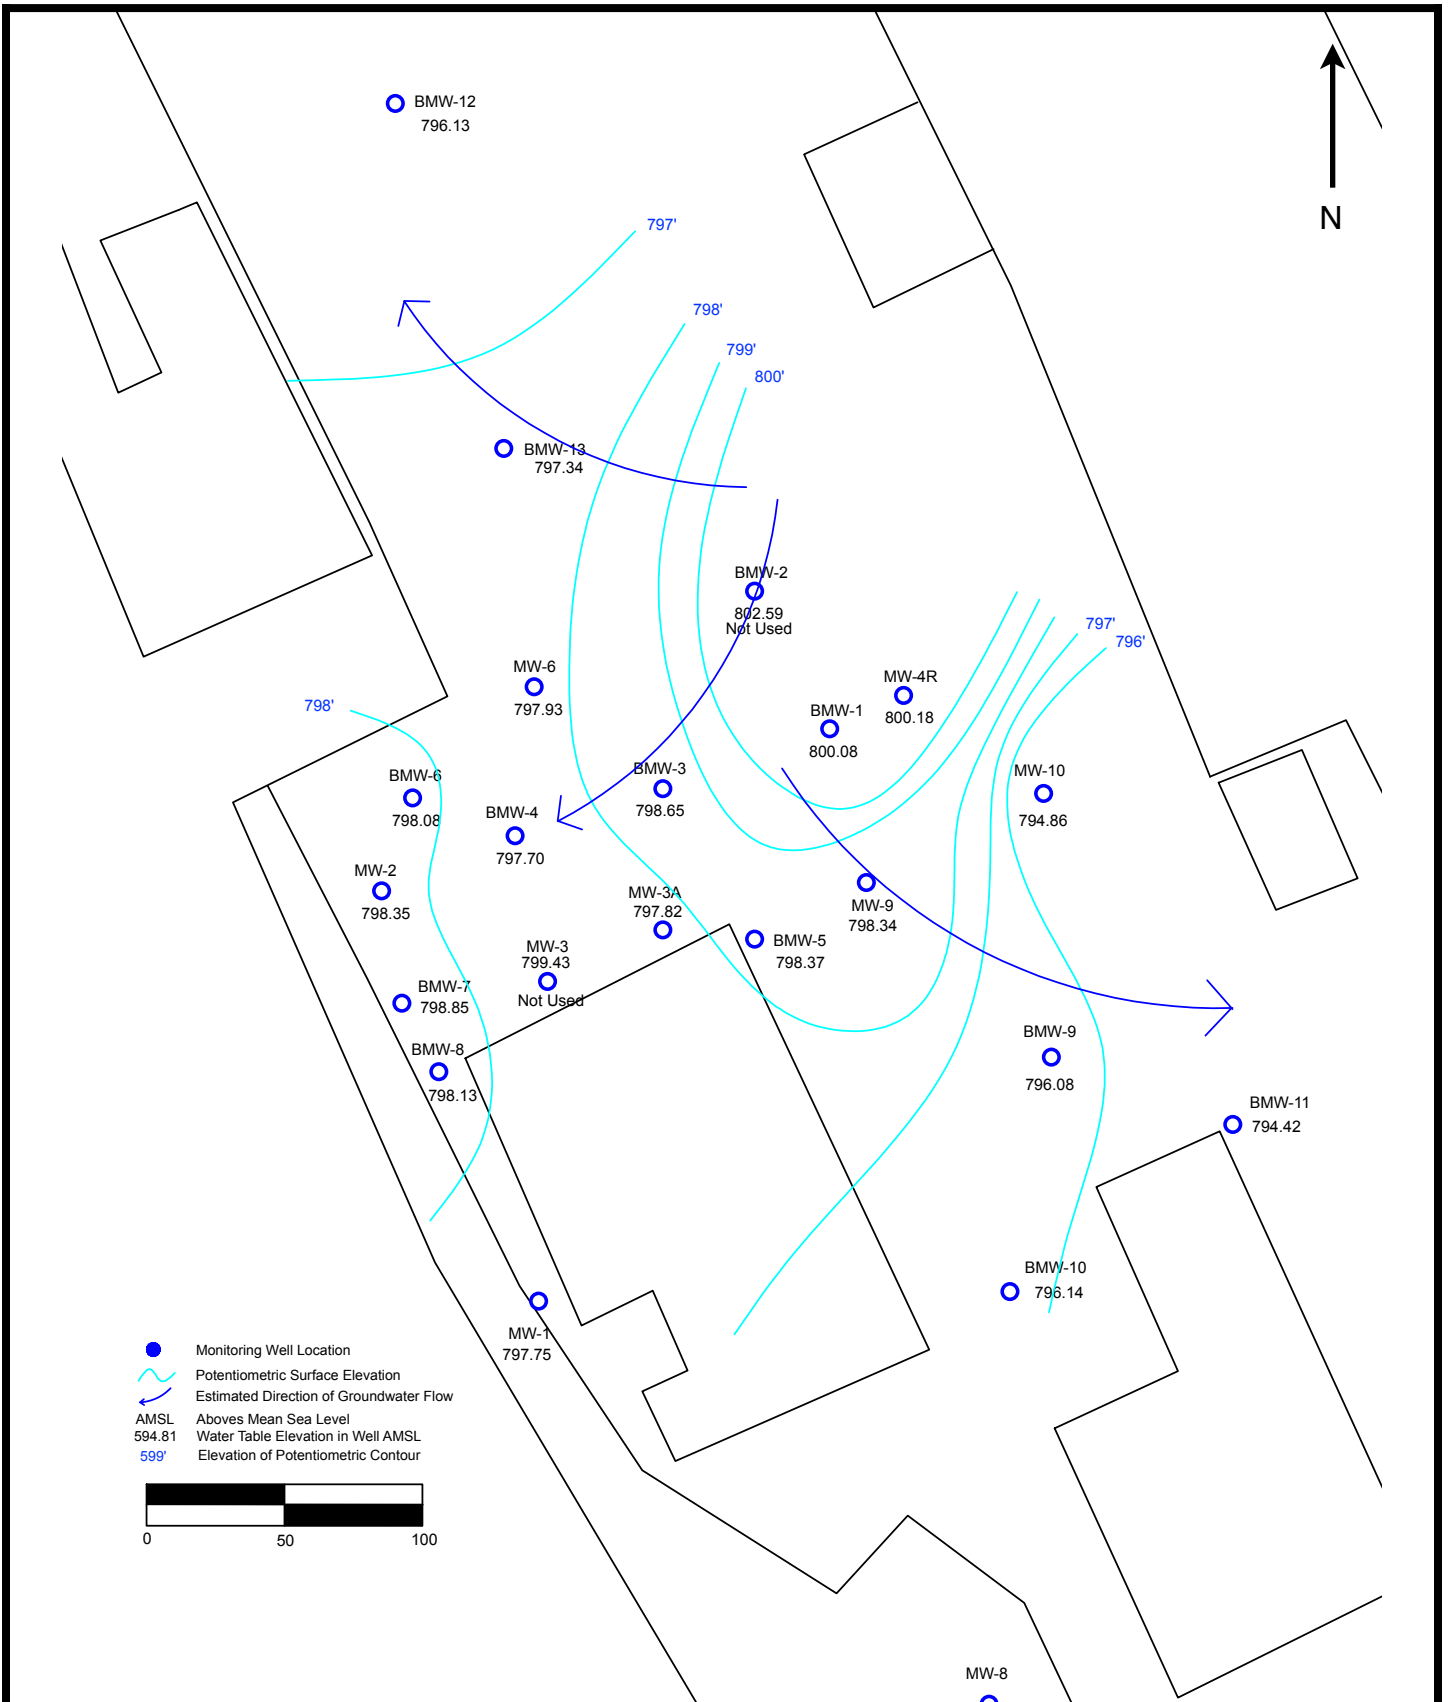 BMW-12
796.13
N
797'
798'
799'
800'
BMW-13
797.34
BMW-2
802.59
Not Used
797'
796'
MW-6
797.93
MW-4R
800.18
798'
BMW-1
800.08
BMW-6
798.08
BMW-3
798.65
MW-10
794.86
BMW-4
797.70
MW-2
798.35
MW-3A
797.82
MW-9
798.34
MW-3
799.43
Not Used
BMW-5
798.37
BMW-7
798.85
BMW-8
798.13
BMW-9
796.08
BMW-11
794.42
BMW-10
796.14
MW-1
797.75
Monitoring Well Location
Potentiometric Surface Elevation
Estimated Direction of Groundwater Flow
AMSL Aboves Mean Sea Level
594.81 Water Table Elevation in Well AMSL
599' Elevation of Potentiometric Contour
0 50 100
MW-8